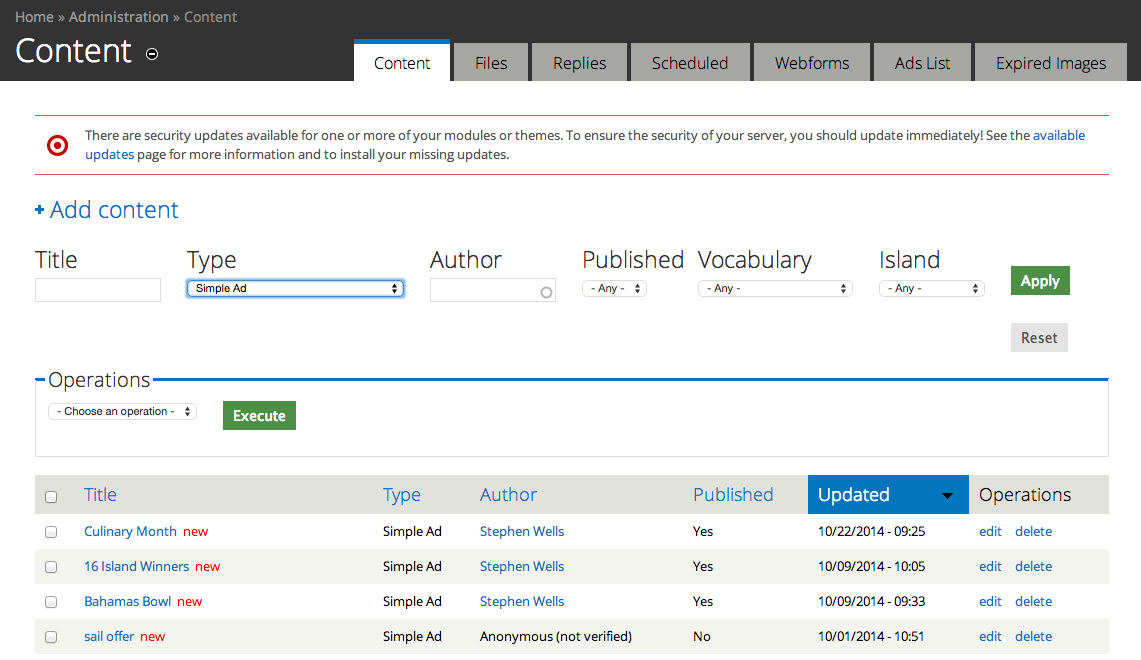 Home » Administration » Content
Content
Content Files Replies Scheduled Webforms Ads List Expired Images
There are security updates available for one or more of your modules or themes. To ensure the security of your server, you should update immediately! See the available
updates page for more information and to install your missing updates.
+ Add content
Title Type Author Published Vocabulary Island
Simple Ad - Any - - Any - - Any - Apply
Reset
Operations
- Choose an operation - Execute
Title Type Author Published Updated Operations
Culinary Month new Simple Ad Stephen Wells Yes 10/22/2014 - 09:25 edit delete
16 Island Winners new Simple Ad Stephen Wells Yes 10/09/2014 - 10:05 edit delete
Bahamas Bowl new Simple Ad Stephen Wells Yes 10/09/2014 - 09:33 edit delete
sail offer new Simple Ad Anonymous (not verified) No 10/01/2014 - 10:51 edit delete